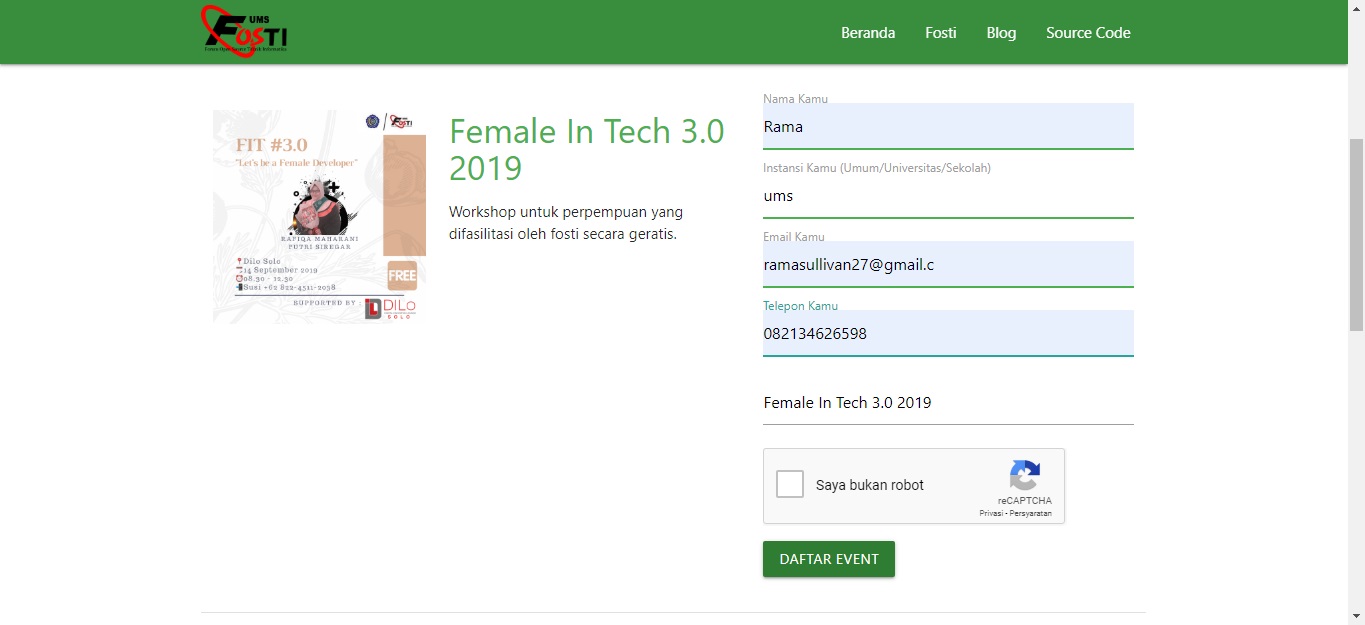 UMS
FOSTI
Forum Open Source Teknik Informatika
Beranda
Fosti
Blog
Source Code
FOSTI
FIT #3.0
"Let's be a Female Developer"
RAFIQA MAHARANI
PUTRI SIREGAR
Dilo Solo
14 September 2019
08.30 - 12.30
Susi +62 822-4511-2058
FREE
SUPPORTED BY :
DILO
SOLO
Female In Tech 3.0
2019
Workshop untuk perpempuan yang
difasilitasi oleh fosti secara geratis.
Nama Kamu
Rama
Instansi Kamu (Umum/Universitas/Sekolah)
ums
Email Kamu
ramasullivan27@gmail.c
Telepon Kamu
082134626598
Female In Tech 3.0 2019
Saya bukan robot
reCAPTCHA
Privasi - Persyaratan
DAFTAR EVENT